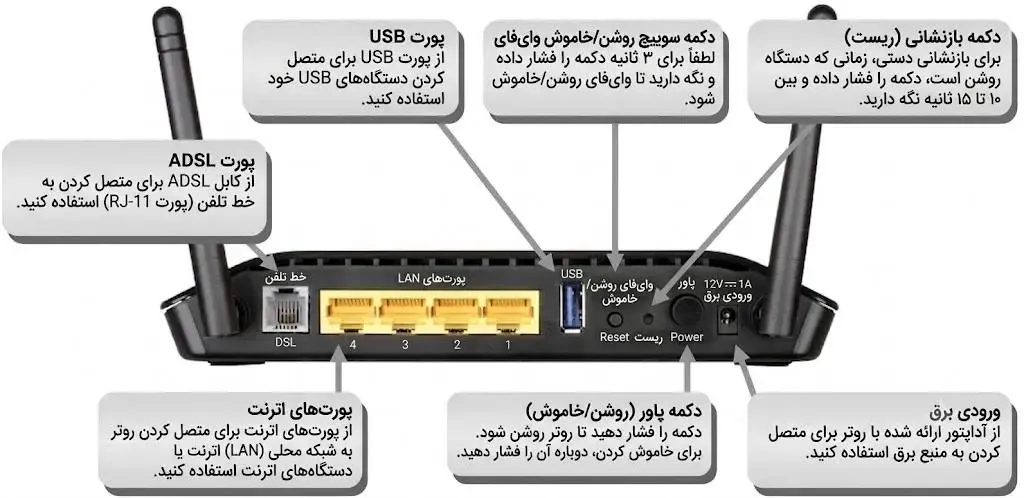 دکمه بازنشانی (ریست)
برای بازنشانی دستی، زمانی که دستگاه
روشن است، دکمه را فشار داده و بین
۱۰ تا ۱۵ ثانیه نگه دارید.
دکمه سوییچ روشن/خاموش وای‌فای
لطفاً برای ۳ ثانیه دکمه را فشار داده
و نگه دارید تا وای‌فای روشن/خاموش
شود.
پورت USB
از پورت USB برای متصل
کردن دستگاه‌های USB خود
استفاده کنید.
پورت ADSL
از کابل ADSL برای متصل کردن به
خط تلفن (پورت RJ-11) استفاده کنید.
خط تلفن
DSL
پورت‌های LAN
4 3 2 1
USB
وای‌فای روشن/
خاموش
Reset ریست
پاور
Power
12V⎓1A
ورودی برق
ورودی برق
از آداپتور ارائه شده با روتر برای متصل
کردن به منبع برق استفاده کنید.
دکمه پاور (روشن/خاموش)
دکمه را فشار دهید تا روتر روشن شود.
برای خاموش کردن، دوباره آن را فشار دهید.
پورت‌های اترنت
از پورت‌های اترنت برای متصل کردن روتر
به شبکه محلی (LAN) اترنت یا
دستگاه‌های اترنت استفاده کنید.